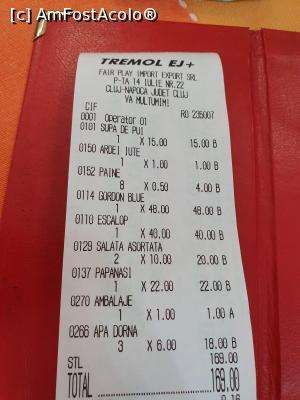 [c] AmFostAcolo®
TREMOL EJ+
FAIR PLAY IMPORT EXPORT SRL
P-TA 14 IULIE NR.22
CLUJ-NAPOCA JUDET CLUJ
VA MULTUMIM!
CIF RO 235007
0001 Operator 01
0101 SUPA DE PUI
1 X 15.00 15.00 B
0150 ARDEI IUTE
1 X 1.00 1.00 B
0152 PAINE
8 X 0.50 4.00 B
0114 GORDON BLUE
1 X 48.00 48.00 B
0110 ESCALOP
1 X 40.00 40.00 B
0129 SALATA ASORTATA
2 X 10.00 20.00 B
0137 PAPANASI
1 X 22.00 22.00 B
0270 AMBALAJE
1 X 1.00 1.00 A
0266 APA DORNA
3 X 6.00 18.00 B
STL 169.00
TOTAL 169.00